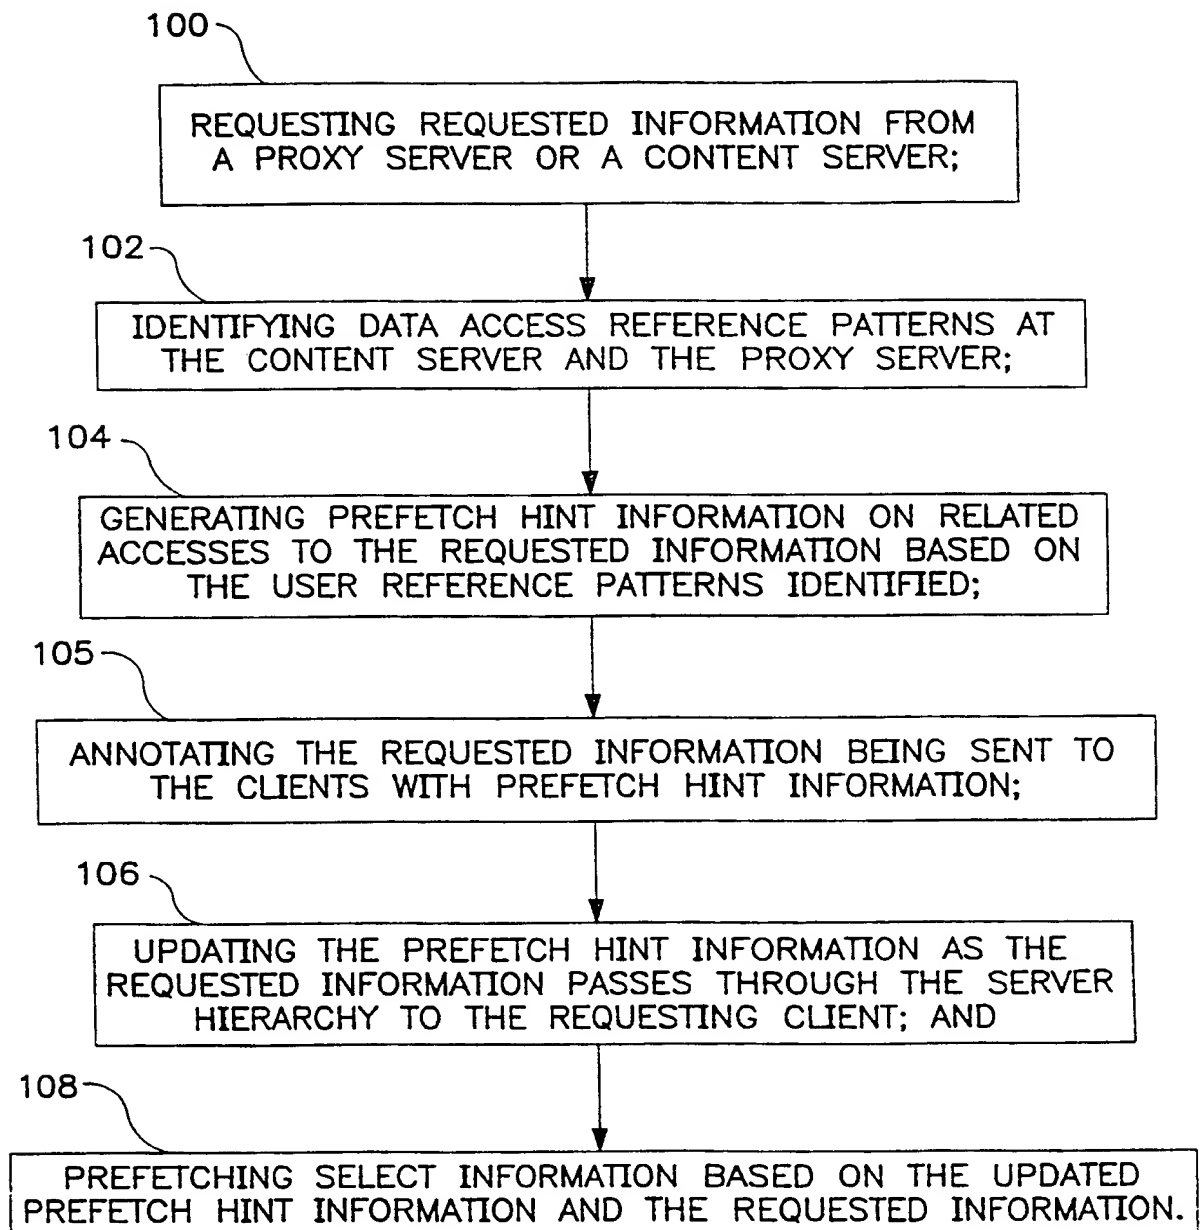 100
REQUESTING REQUESTED INFORMATION FROM
A PROXY SERVER OR A CONTENT SERVER;
102
IDENTIFYING DATA ACCESS REFERENCE PATTERNS AT
THE CONTENT SERVER AND THE PROXY SERVER;
104
GENERATING PREFETCH HINT INFORMATION ON RELATED
ACCESSES TO THE REQUESTED INFORMATION BASED ON
THE USER REFERENCE PATTERNS IDENTIFIED;
105
ANNOTATING THE REQUESTED INFORMATION BEING SENT TO
THE CLIENTS WITH PREFETCH HINT INFORMATION;
106
UPDATING THE PREFETCH HINT INFORMATION AS THE
REQUESTED INFORMATION PASSES THROUGH THE SERVER
HIERARCHY TO THE REQUESTING CLIENT; AND
108
PREFETCHING SELECT INFORMATION BASED ON THE UPDATED
PREFETCH HINT INFORMATION AND THE REQUESTED INFORMATION.